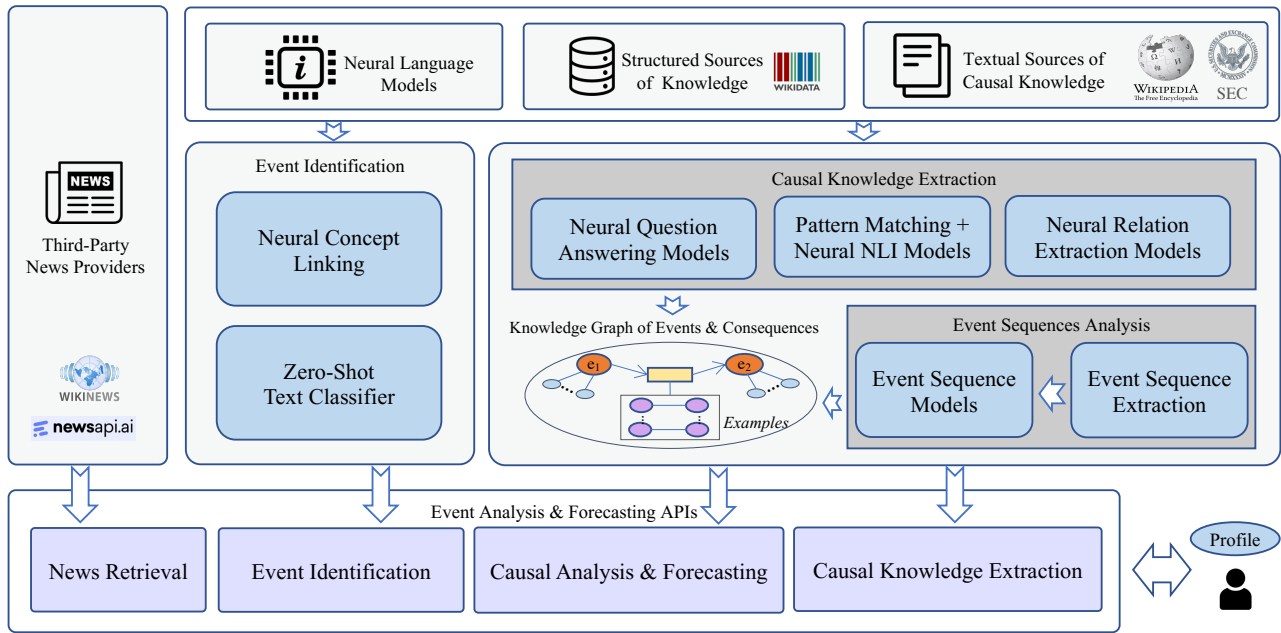 Neural Language
Models
Structured Sources
of Knowledge
WIKIDATA
Textual Sources of
Causal Knowledge
WIKIPEDIA
The Free Encyclopedia
SEC
NEWS
Third-Party
News Providers
WIKINEWS
newsapi.ai
Event Identification
Neural Concept
Linking
Zero-Shot
Text Classifier
Causal Knowledge Extraction
Neural Question
Answering Models
Pattern Matching +
Neural NLI Models
Neural Relation
Extraction Models
Knowledge Graph of Events & Consequences
e1
e2
Examples
Event Sequences Analysis
Event Sequence
Models
Event Sequence
Extraction
Event Analysis & Forecasting APIs
News Retrieval
Event Identification
Causal Analysis & Forecasting
Causal Knowledge Extraction
Profile